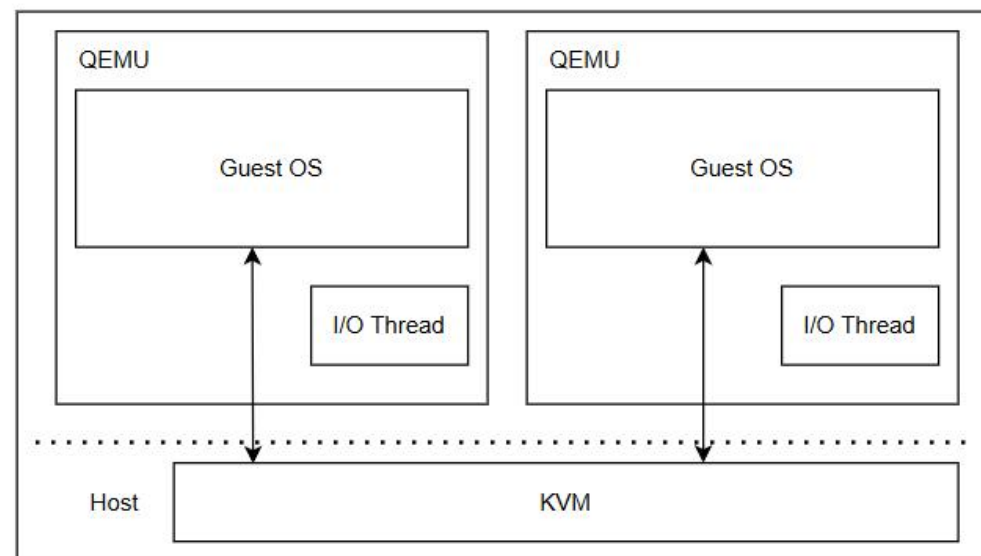 QEMU
Guest OS
I/O Thread
QEMU
Guest OS
I/O Thread
Host
KVM